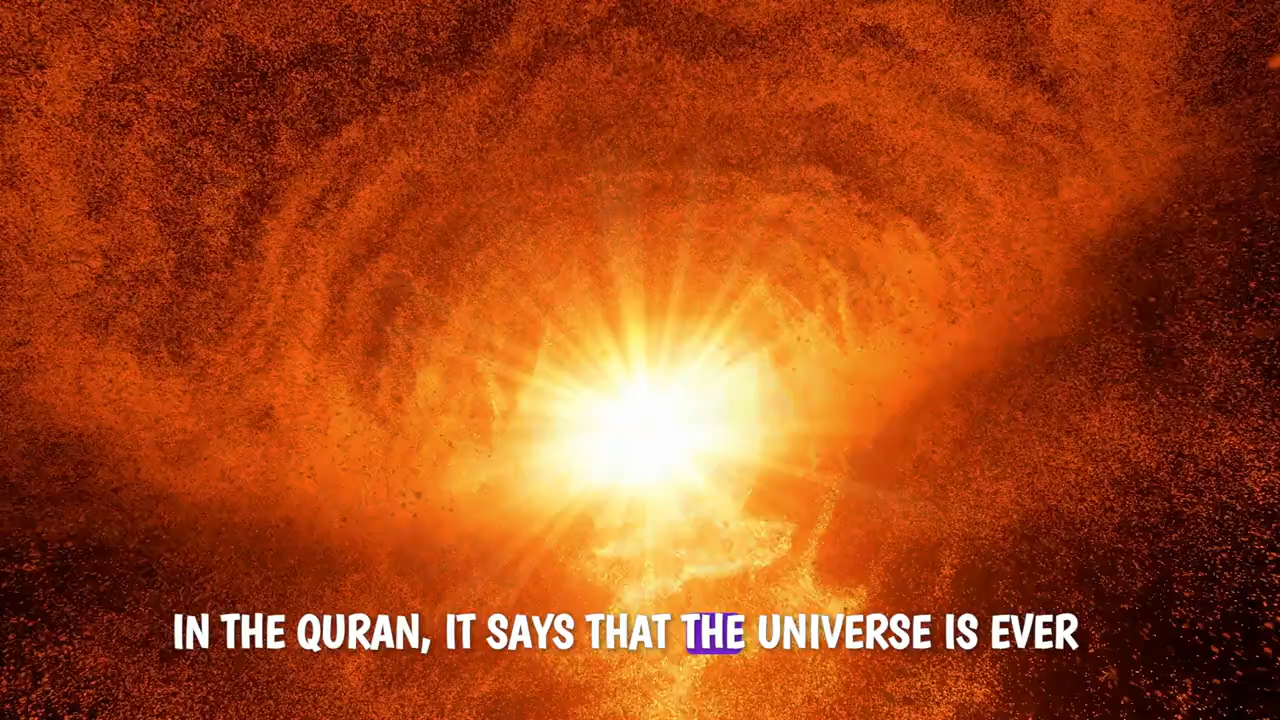 IN THE QURAN, IT SAYS THAT THE UNIVERSE IS EVER